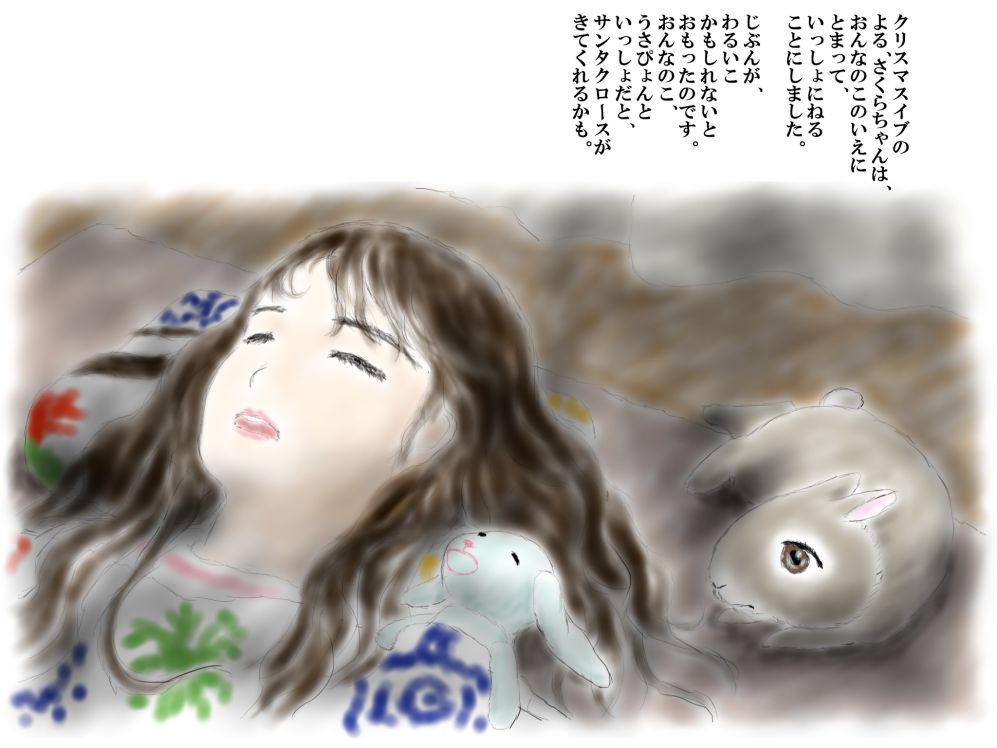 クリスマスイブの
よる、さくらちゃんは、
おんなのこのいえに
とまって、
いっしょにねる
ことにしました。
じぶんが、
わるいこ
かもしれないと
おもったのです。
おんなのこ、
うさぴょんと
いっしょだと、
サンタクロースが
きてくれるかも。